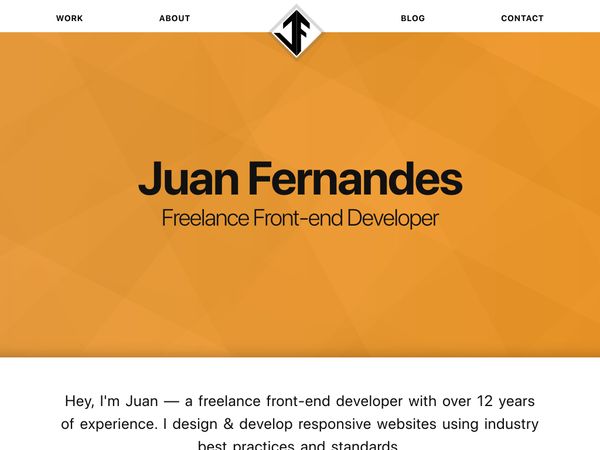 WORK
ABOUT
JF
BLOG
CONTACT
Juan Fernandes
Freelance Front-end Developer
Hey, I'm Juan — a freelance front-end developer with over 12 years
of experience. I design & develop responsive websites using industry
best practices and standards.